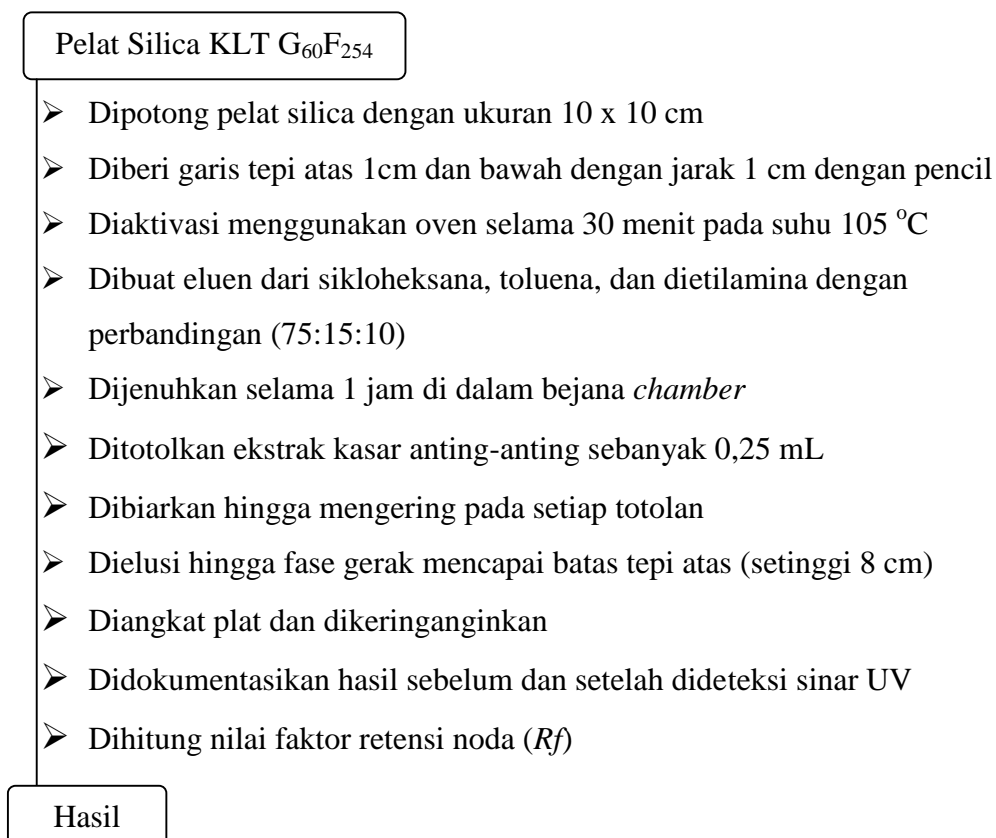 Pelat Silica KLT G₆₀F₂₅₄
➢ Dipotong pelat silica dengan ukuran 10 x 10 cm
➢ Diberi garis tepi atas 1cm dan bawah dengan jarak 1 cm dengan pencil
➢ Diaktivasi menggunakan oven selama 30 menit pada suhu 105 ᵒC
➢ Dibuat eluen dari sikloheksana, toluena, dan dietilamina dengan
perbandingan (75:15:10)
➢ Dijenuhkan selama 1 jam di dalam bejana chamber
➢ Ditotolkan ekstrak kasar anting-anting sebanyak 0,25 mL
➢ Dibiarkan hingga mengering pada setiap totolan
➢ Dielusi hingga fase gerak mencapai batas tepi atas (setinggi 8 cm)
➢ Diangkat plat dan dikeringanginkan
➢ Didokumentasikan hasil sebelum dan setelah dideteksi sinar UV
➢ Dihitung nilai faktor retensi noda (Rf)
Hasil